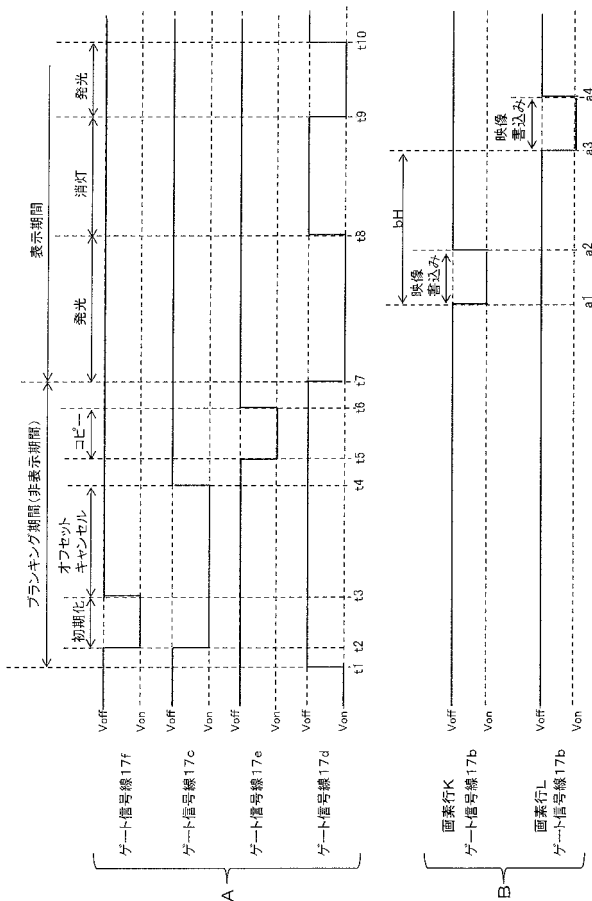 ブランキング期間(非表示期間)
表示期間
初期化
オフセット
キャンセル
コピー
発光
消灯
発光
A
ゲート信号線17f
Voff
Von
ゲート信号線17c
Voff
Von
ゲート信号線17e
Voff
Von
ゲート信号線17d
Voff
Von
t1
t2
t3
t4
t5
t6
t7
t8
t9
t10
B
画素行K
ゲート信号線17b
Voff
Von
映像
書込み
bH
画素行L
ゲート信号線17b
Voff
Von
映像
書込み
a1
a2
a3
a4